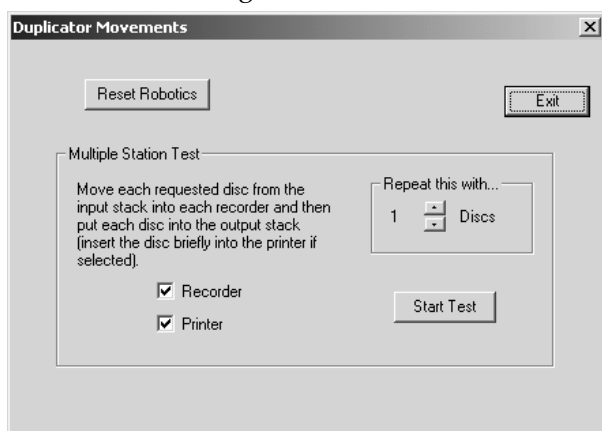 Duplicator Movements
Reset Robotics
Exit
Multiple Station Test
Move each requested disc from the
input stack into each recorder and then
put each disc into the output stack
(insert the disc briefly into the printer if
selected).
Repeat this with...
1 Discs
Recorder
Printer
Start Test